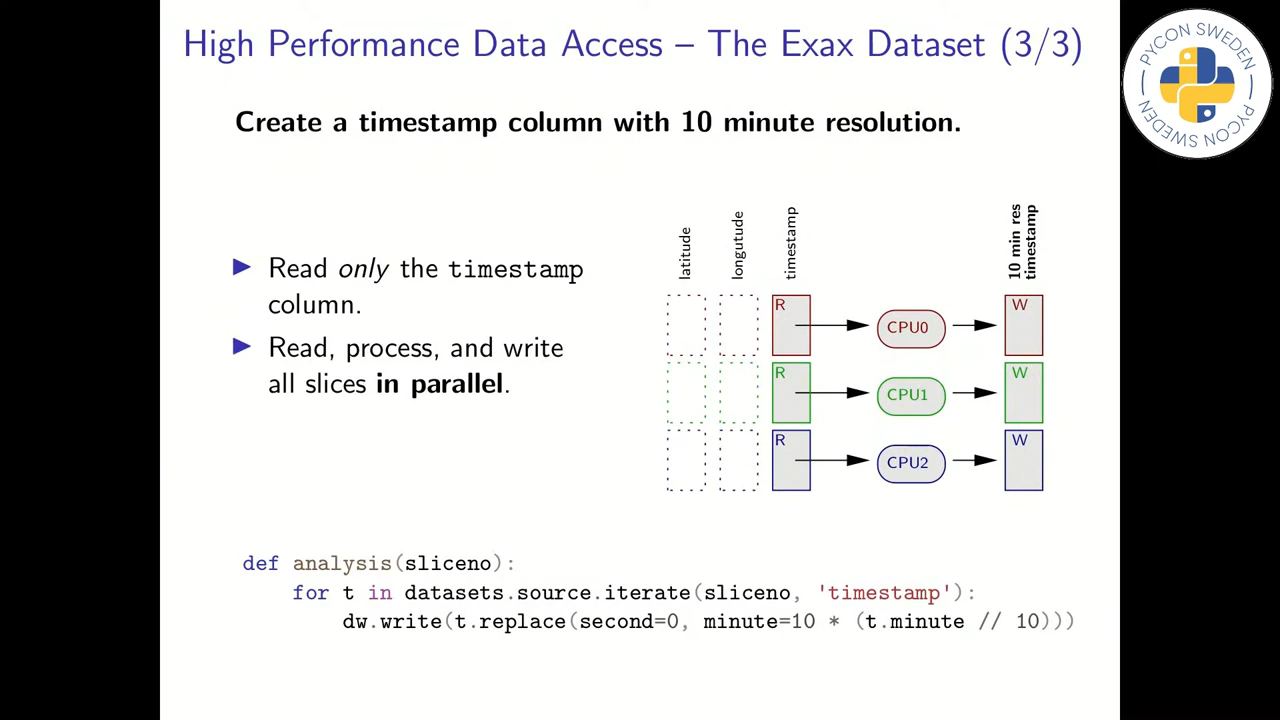 High Performance Data Access – The Exax Dataset (3/3)
PYCON SWEDEN
PYCON SWEDEN
Create a timestamp column with 10 minute resolution.
▶ Read only the timestamp
column.
▶ Read, process, and write
all slices in parallel.
latitude
longutude
timestamp
10 min res
timestamp
R
CPU0
W
R
CPU1
W
R
CPU2
W
def analysis(sliceno):
    for t in datasets.source.iterate(sliceno, 'timestamp'):
        dw.write(t.replace(second=0, minute=10 * (t.minute // 10)))